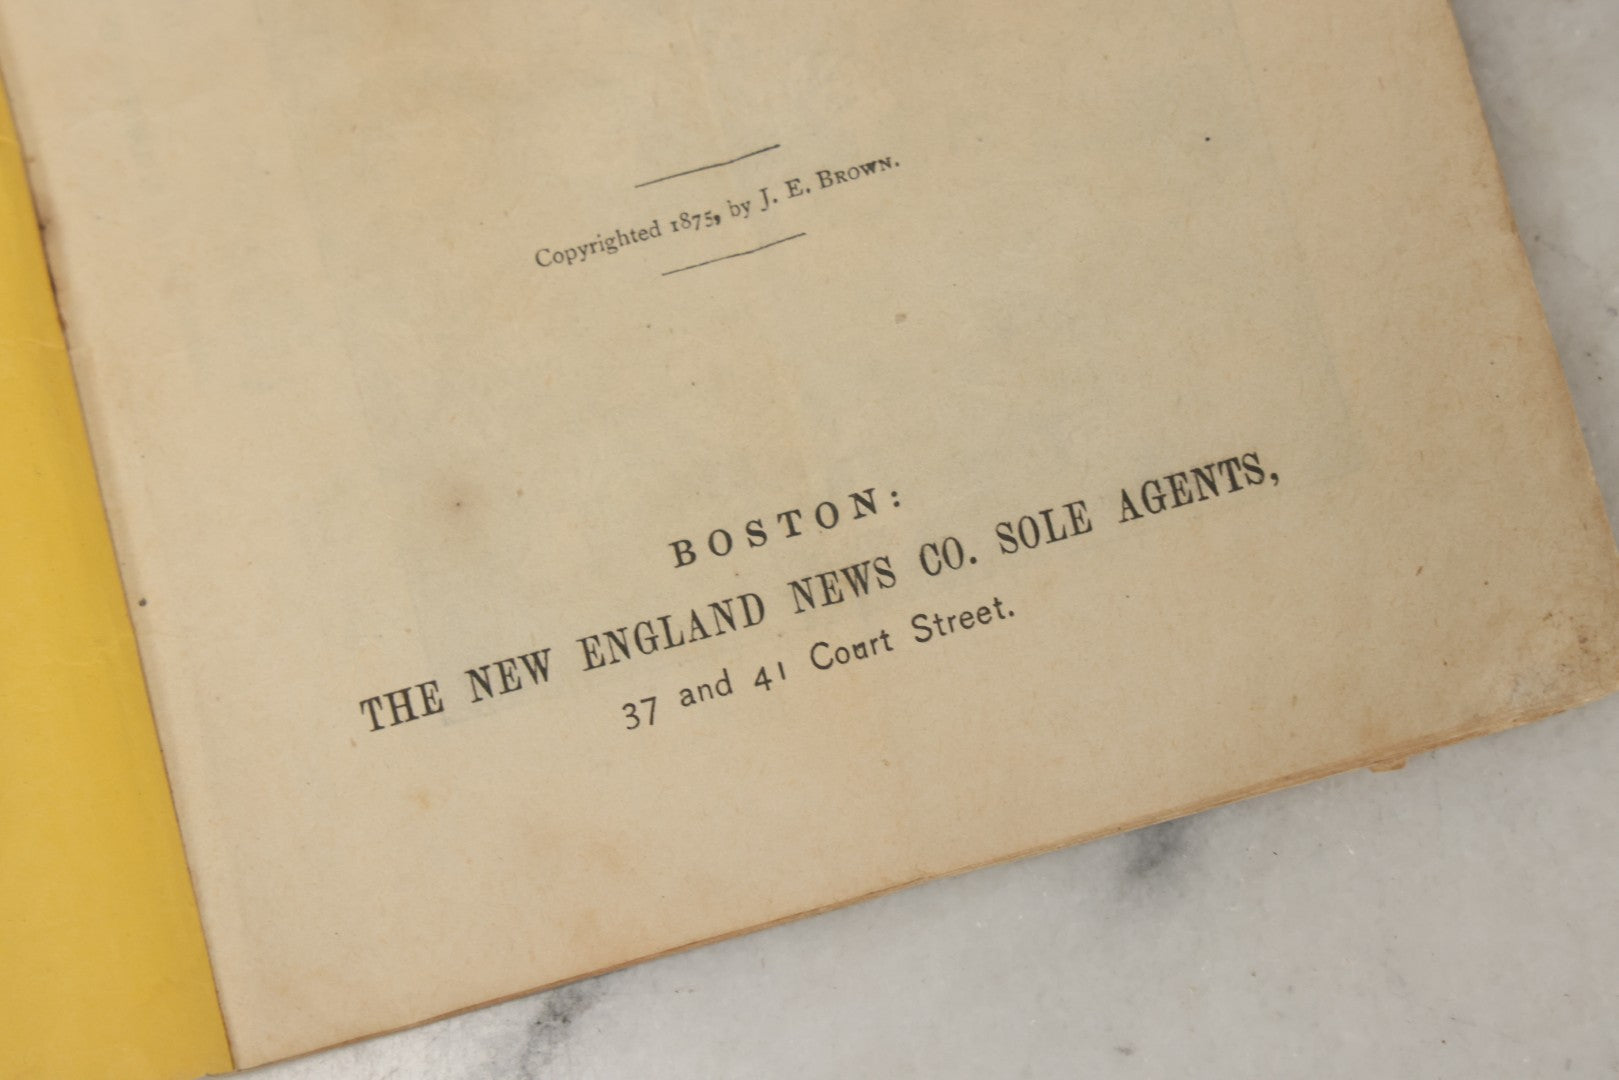 Copyrighted 1875, by J. E. BROWN.
BOSTON:
THE NEW ENGLAND NEWS CO. SOLE AGENTS,
37 and 41 Court Street.